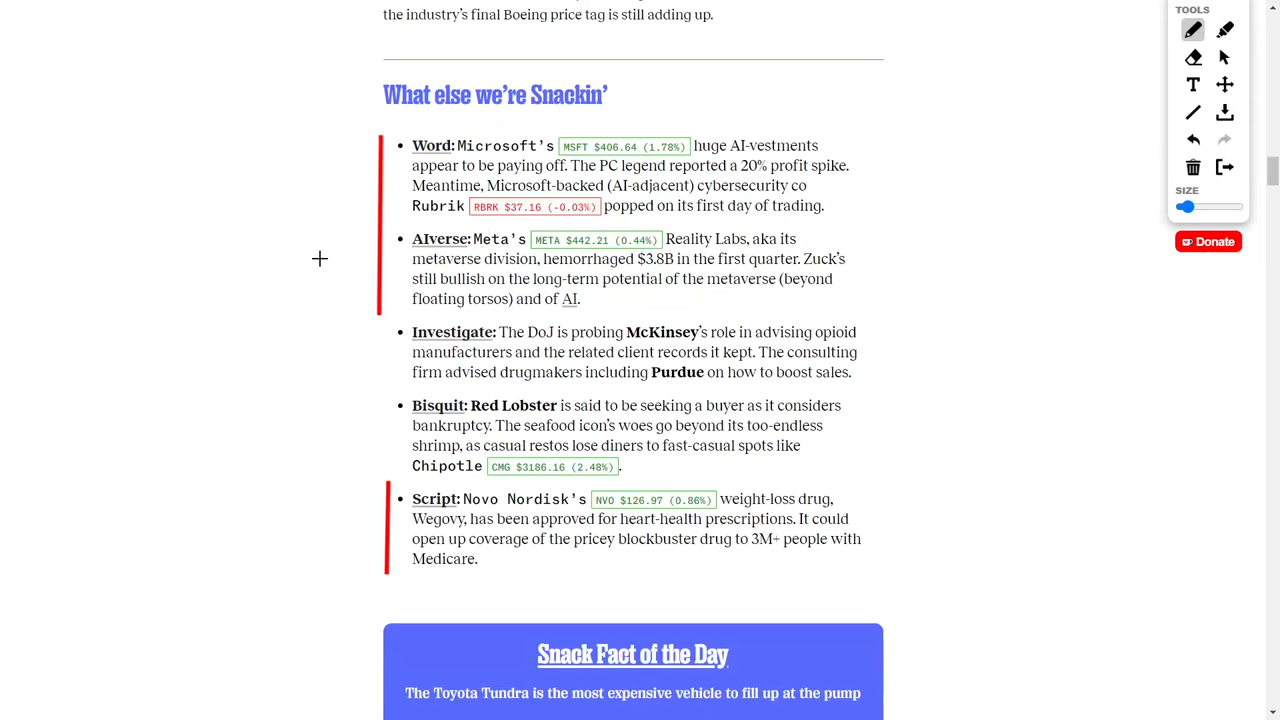 the industry’s final Boeing price tag is still adding up.
What else we’re Snackin’
Word: Microsoft’s MSFT $406.64 (1.78%) huge AI-vestments
appear to be paying off. The PC legend reported a 20% profit spike.
Meantime, Microsoft-backed (AI-adjacent) cybersecurity co
Rubrik RBRK $37.16 (-0.03%) popped on its first day of trading.
AIverse: Meta’s META $442.21 (0.44%) Reality Labs, aka its
metaverse division, hemorrhaged $3.8B in the first quarter. Zuck’s
still bullish on the long-term potential of the metaverse (beyond
floating torsos) and of AI.
Investigate: The DoJ is probing McKinsey’s role in advising opioid
manufacturers and the related client records it kept. The consulting
firm advised drugmakers including Purdue on how to boost sales.
Bisquit: Red Lobster is said to be seeking a buyer as it considers
bankruptcy. The seafood icon’s woes go beyond its too-endless
shrimp, as casual restos lose diners to fast-casual spots like
Chipotle CMG $3186.16 (2.48%).
Script: Novo Nordisk’s NVO $126.97 (0.86%) weight-loss drug,
Wegovy, has been approved for heart-health prescriptions. It could
open up coverage of the pricey blockbuster drug to 3M+ people with
Medicare.
Snack Fact of the Day
The Toyota Tundra is the most expensive vehicle to fill up at the pump
TOOLS
T
SIZE
Donate